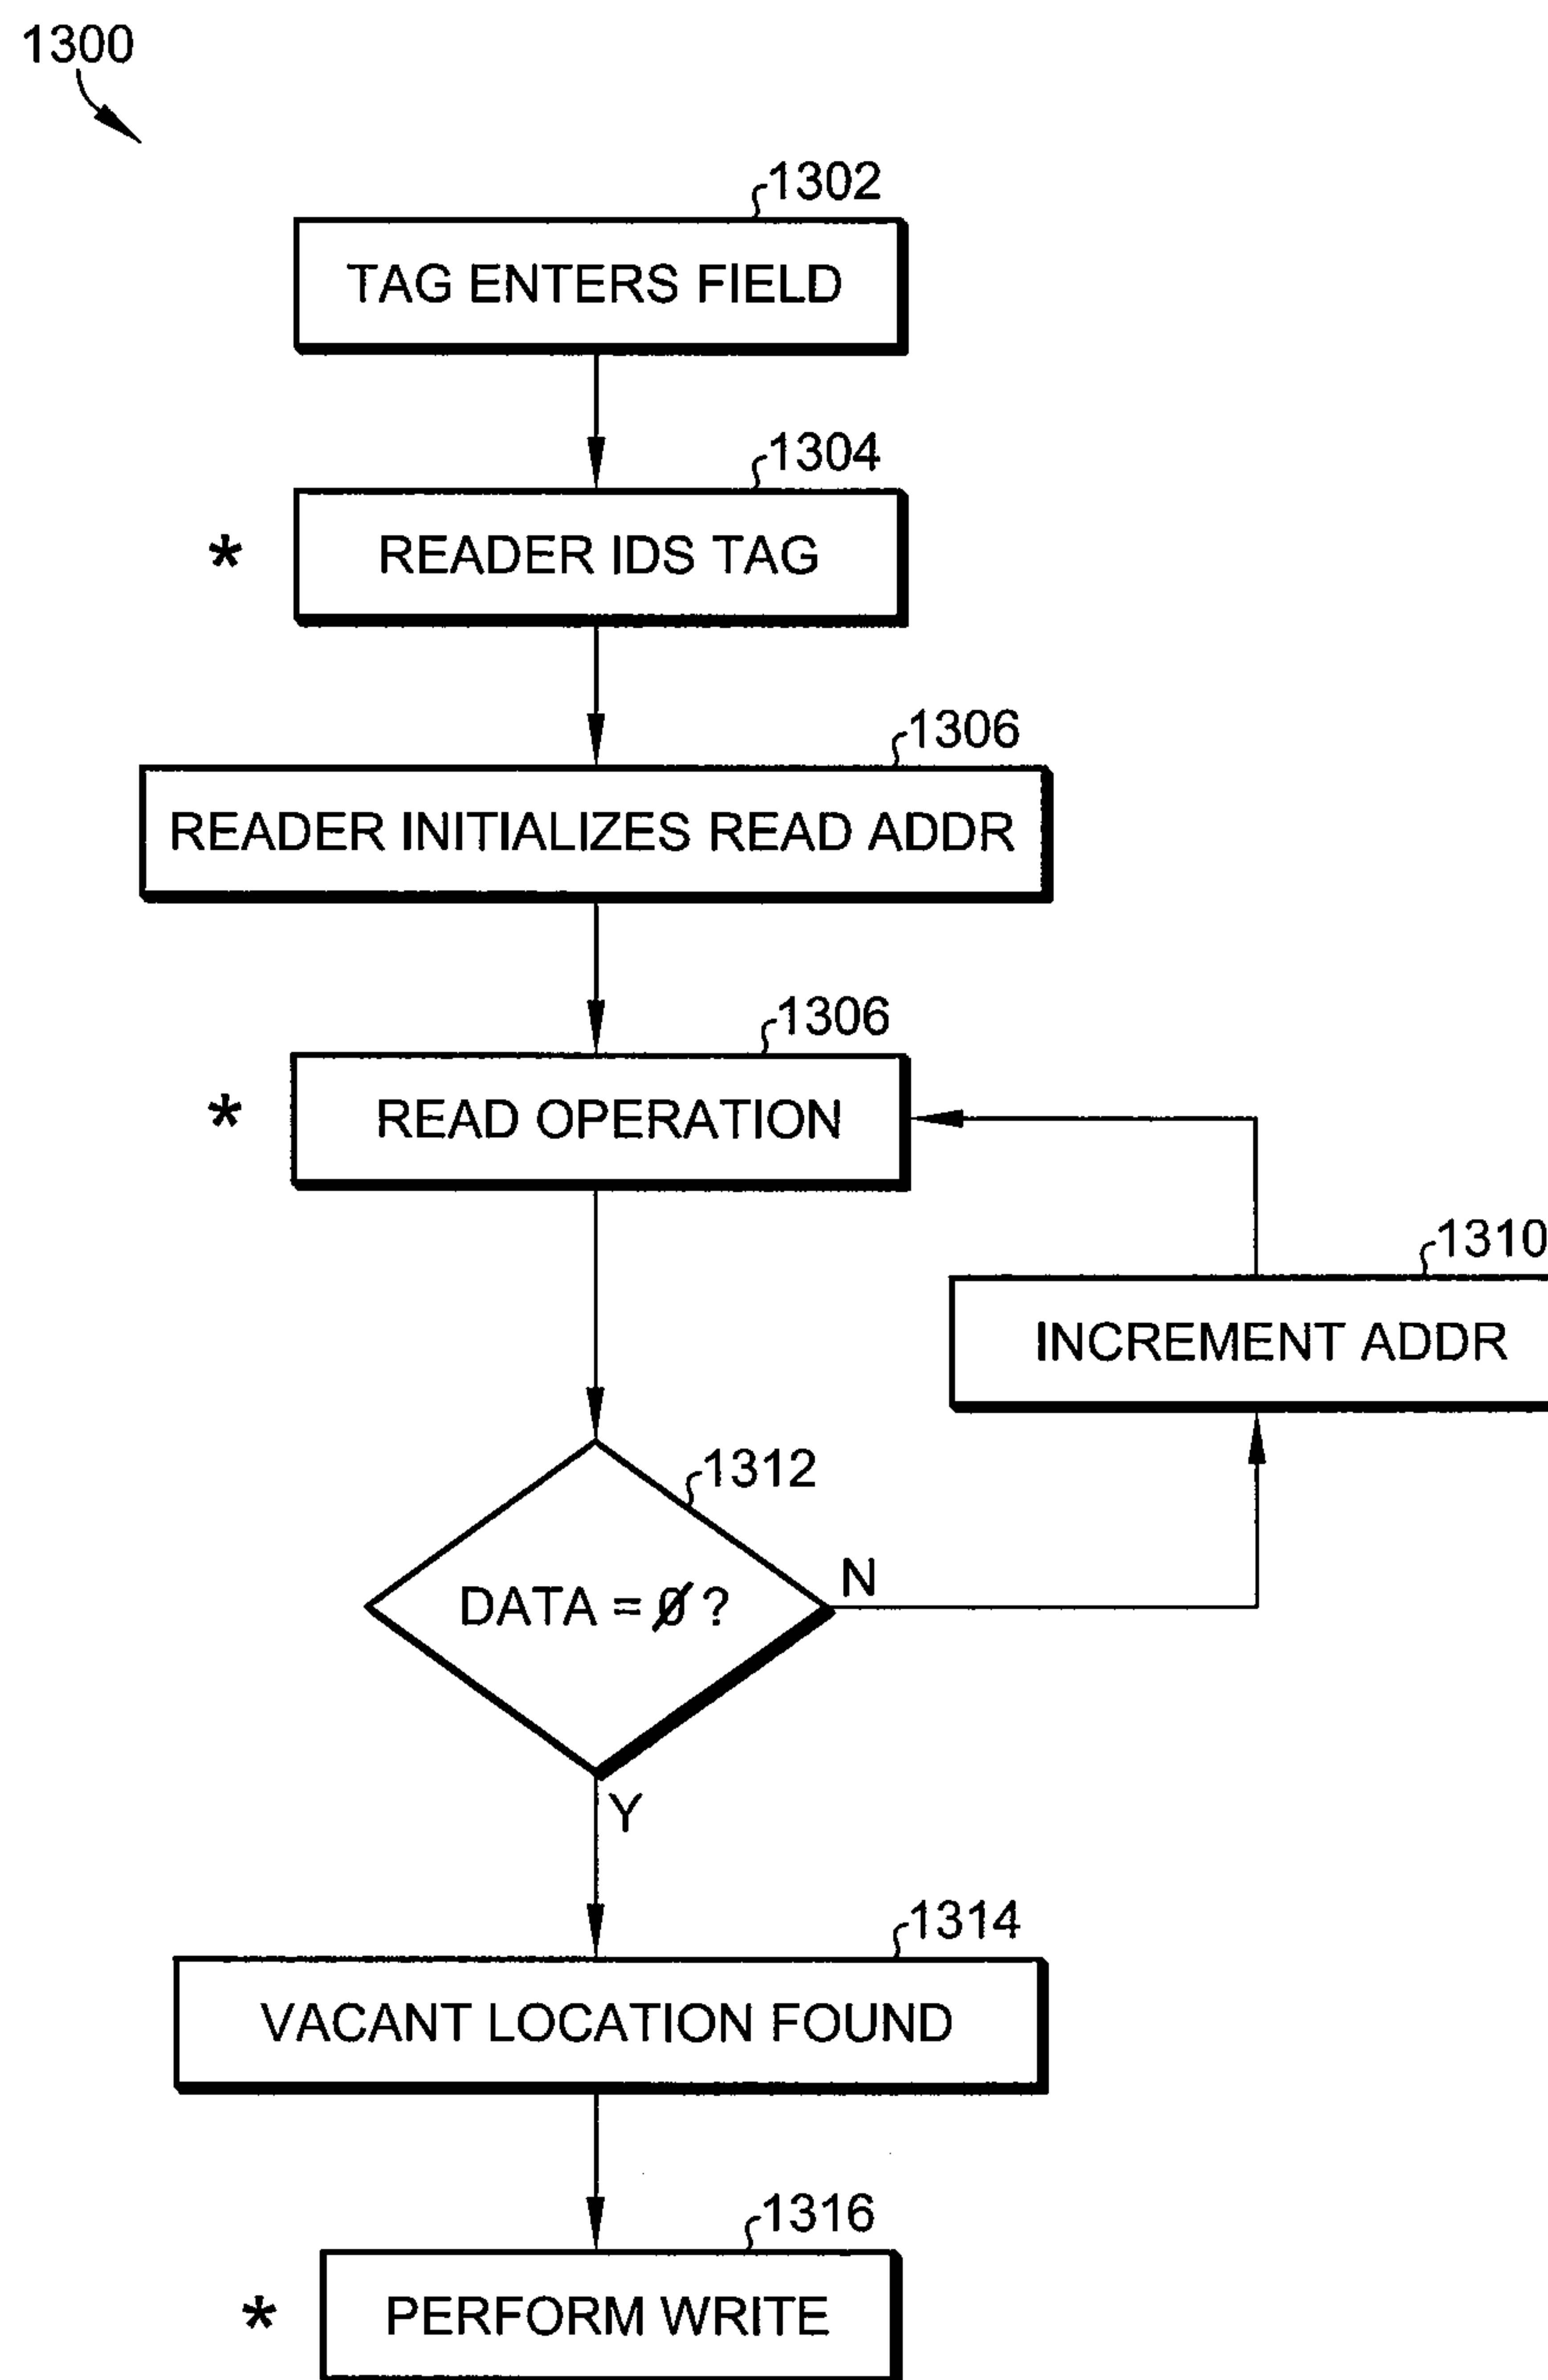 1300
1302
TAG ENTERS FIELD
1304
* READER IDS TAG
1306
READER INITIALIZES READ ADDR
1306
* READ OPERATION
1310
INCREMENT ADDR
1312
DATA = Ø ?
N
Y
1314
VACANT LOCATION FOUND
1316
* PERFORM WRITE